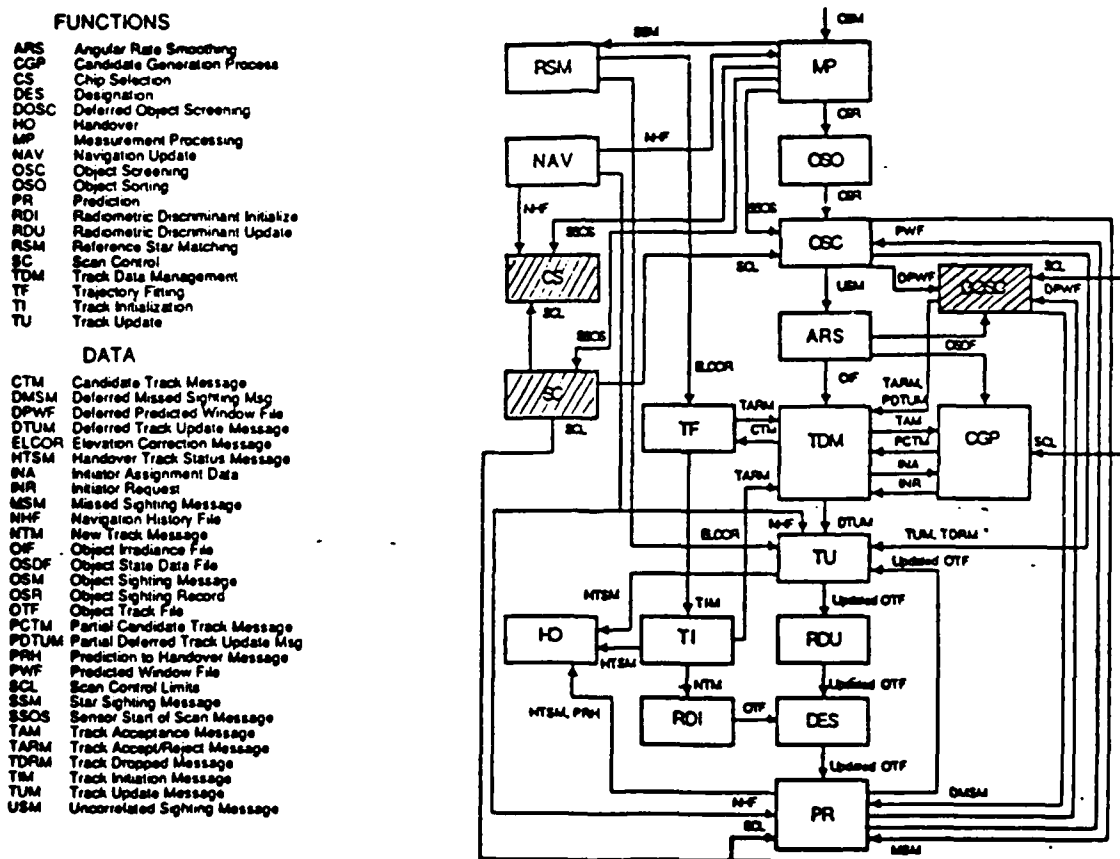 FUNCTIONS
ARS Angular Rate Smoothing
CGP Candidate Generation Process
CS Chip Selection
DES Designation
DOSC Deferred Object Screening
HO Handover
MP Measurement Processing
NAV Navigation Update
OSC Object Screening
OSO Object Sorting
PR Prediction
RDI Radiometric Discriminant Initialize
RDU Radiometric Discriminant Update
RSM Reference Star Matching
SC Scan Control
TDM Track Data Management
TF Trajectory Fitting
TI Track Initialization
TU Track Update
DATA
CTM Candidate Track Message
DMSM Deferred Missed Sighting Msg
DPWF Deferred Predicted Window File
DTUM Deferred Track Update Message
ELCOR Elevation Correction Message
HTSM Handover Track Status Message
INA Initiator Assignment Data
INR Initiator Request
MSM Missed Sighting Message
NHF Navigation History File
NTM New Track Message
OIF Object Irradiance File
OSDF Object State Data File
OSM Object Sighting Message
OSR Object Sighting Record
OTF Object Track File
PCTM Partial Candidate Track Message
PDTUM Partial Deferred Track Update Msg
PRH Prediction to Handover Message
PWF Predicted Window File
SCL Scan Control Limits
SSM Star Sighting Message
SSOS Sensor Start of Scan Message
TAM Track Acceptance Message
TARM Track Accept/Reject Message
TDRM Track Dropped Message
TIM Track Initiation Message
TUM Track Update Message
USM Uncorrelated Sighting Message
OSM
SSM
RSM
MP
OSR
NHF
NAV
OSO
OSR
NHF
SSOS
SSOS
OSC
PWF
CS
SCL
DPWF
DOSC
SCL
DPWF
USM
SCL
SSOS
ARS
OSDF
ELCOR
OIF
TARM,
PDTUM
SC
SCL
TF
TARM
CTM
TDM
TAM
PCTM
INA
INR
CGP
SCL
TARM
NHF
DTUM
ELCOR
TU
TUM, TDRM
Updated OTF
HTSM
Updated OTF
TIM
HO
HTSM
TI
RDU
NTM
Updated OTF
HTSM, PRH
RDI
OTF
DES
Updated OTF
NHF
PR
DMSM
SCL
MSM